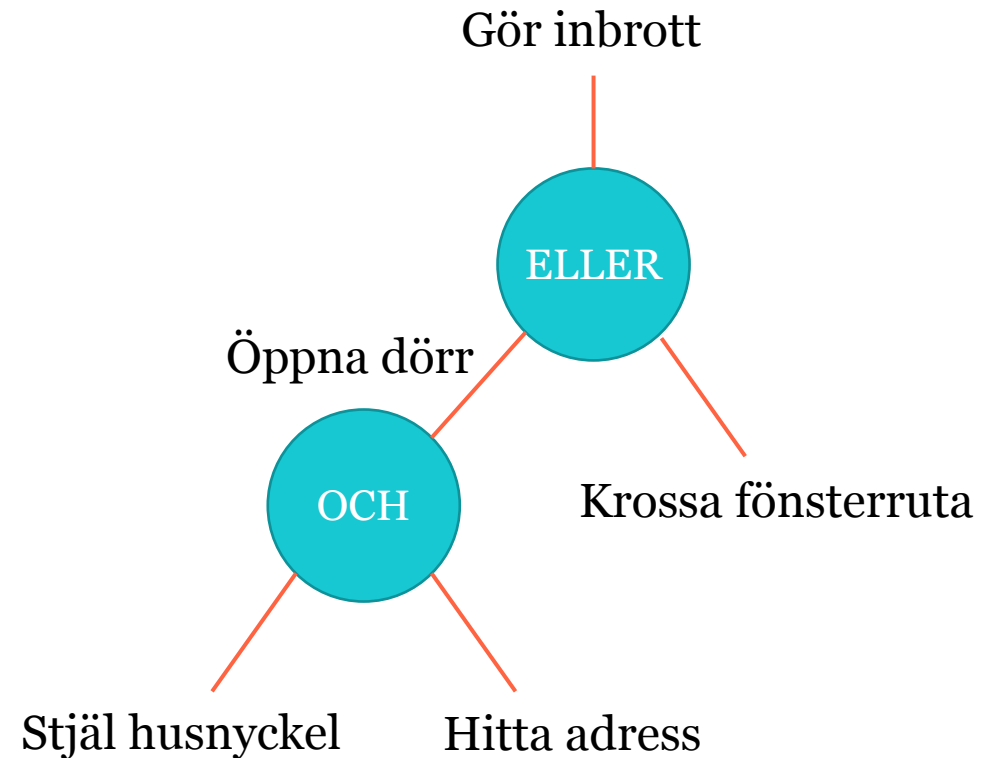 Gör inbrott
ELLER
Öppna dörr
OCH
Krossa fönsterruta
Stjäl husnyckel
Hitta adress